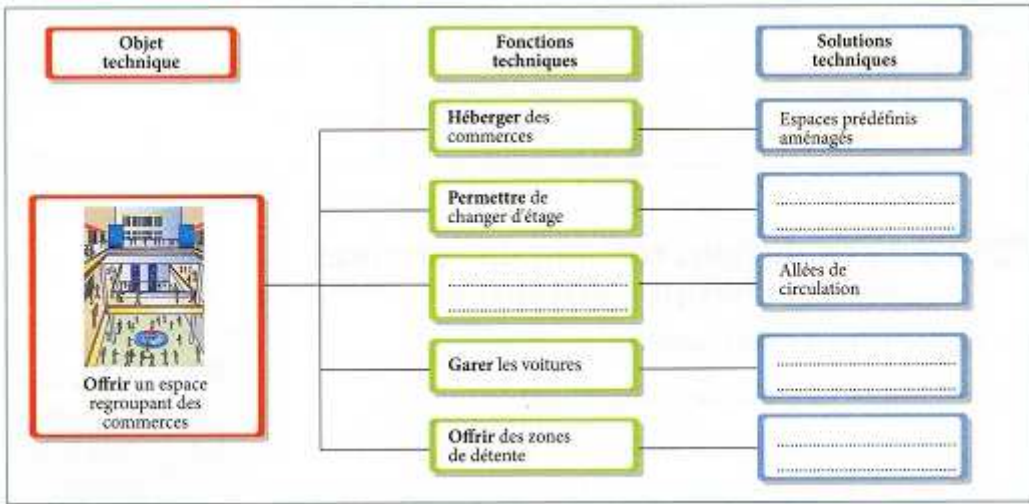 Objet
technique
Fonctions
techniques
Solutions
techniques
Héberger des
commerces
Espaces prédéfinis
aménagés
Permettre de
changer d'étage
..............................
..............................
..............................
..............................
Allées de
circulation
Offrir un espace
regroupant des
commerces
Garer les voitures
..............................
..............................
Offrir des zones
de détente
..............................
..............................